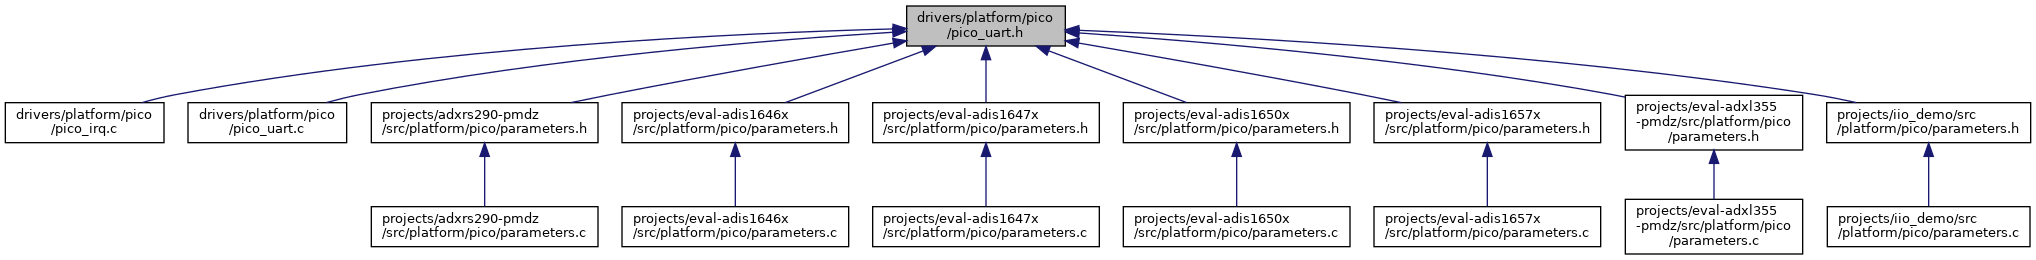 drivers/platform/pico
/pico_uart.h
drivers/platform/pico
/pico_irq.c
drivers/platform/pico
/pico_uart.c
projects/adxrs290-pmdz
/src/platform/pico/parameters.h
projects/eval-adis1646x
/src/platform/pico/parameters.h
projects/eval-adis1647x
/src/platform/pico/parameters.h
projects/eval-adis1650x
/src/platform/pico/parameters.h
projects/eval-adis1657x
/src/platform/pico/parameters.h
projects/eval-adxl355
-pmdz/src/platform/pico
/parameters.h
projects/iio_demo/src
/platform/pico/parameters.h
projects/adxrs290-pmdz
/src/platform/pico/parameters.c
projects/eval-adis1646x
/src/platform/pico/parameters.c
projects/eval-adis1647x
/src/platform/pico/parameters.c
projects/eval-adis1650x
/src/platform/pico/parameters.c
projects/eval-adis1657x
/src/platform/pico/parameters.c
projects/eval-adxl355
-pmdz/src/platform/pico
/parameters.c
projects/iio_demo/src
/platform/pico/parameters.c